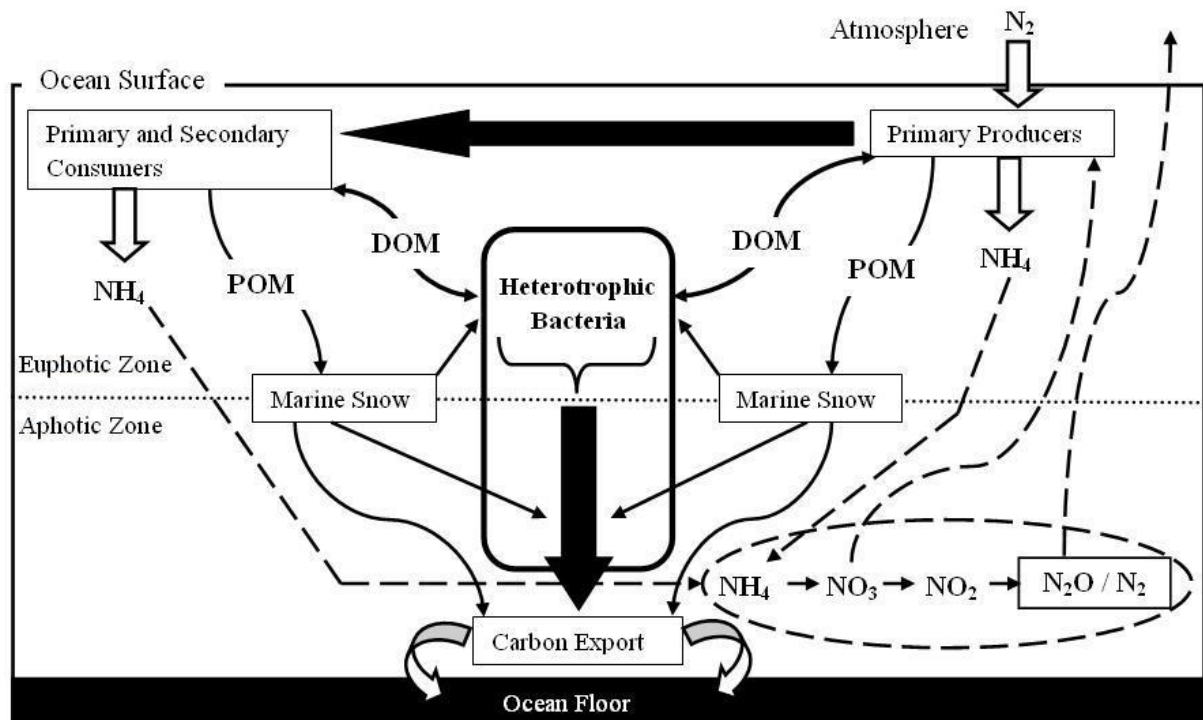 Atmosphere N₂
Ocean Surface
Primary and Secondary
Consumers
Primary Producers
DOM
DOM
POM
POM
NH₄
NH₄
Heterotrophic
Bacteria
Euphotic Zone
Marine Snow
Marine Snow
Aphotic Zone
NH₄ NO₃ NO₂ N₂O / N₂
Carbon Export
Ocean Floor